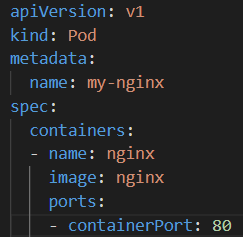 apiVersion: v1
kind: Pod
metadata:
  name: my-nginx
spec:
  containers:
  - name: nginx
    image: nginx
    ports:
    - containerPort: 80